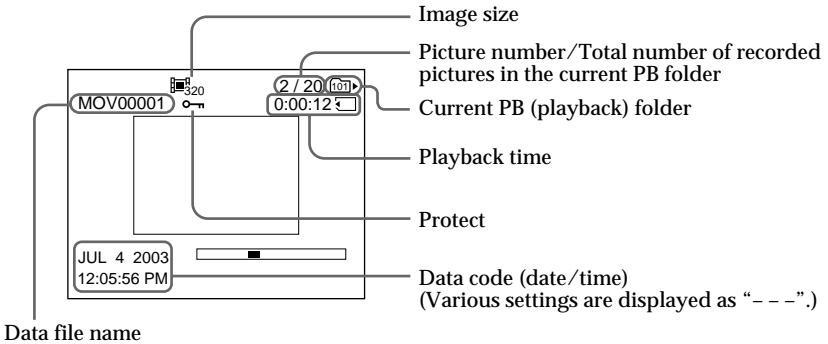 Image size
Picture number/Total number of recorded
pictures in the current PB folder
Current PB (playback) folder
Playback time
Protect
Data code (date/time)
(Various settings are displayed as “– – –”.)
Data file name
320
2 / 20
101
MOV00001
0:00:12
JUL 4 2003
12:05:56 PM